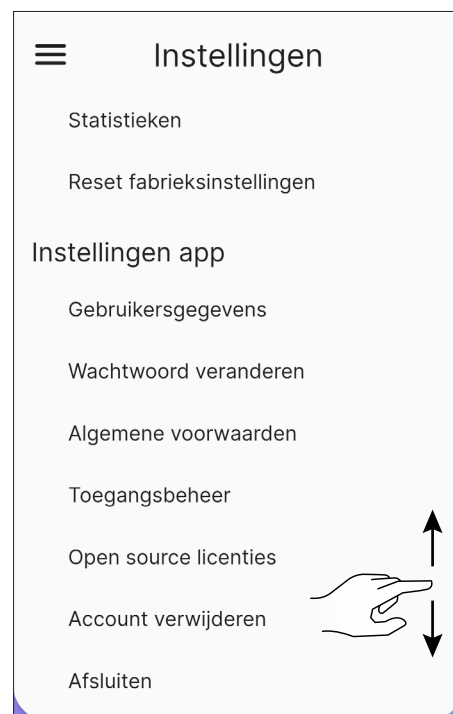 Instellingen
Statistieken
Reset fabrieksinstellingen
Instellingen app
Gebruikersgegevens
Wachtwoord veranderen
Algemene voorwaarden
Toegangsbeheer
Open source licenties
Account verwijderen
Afsluiten